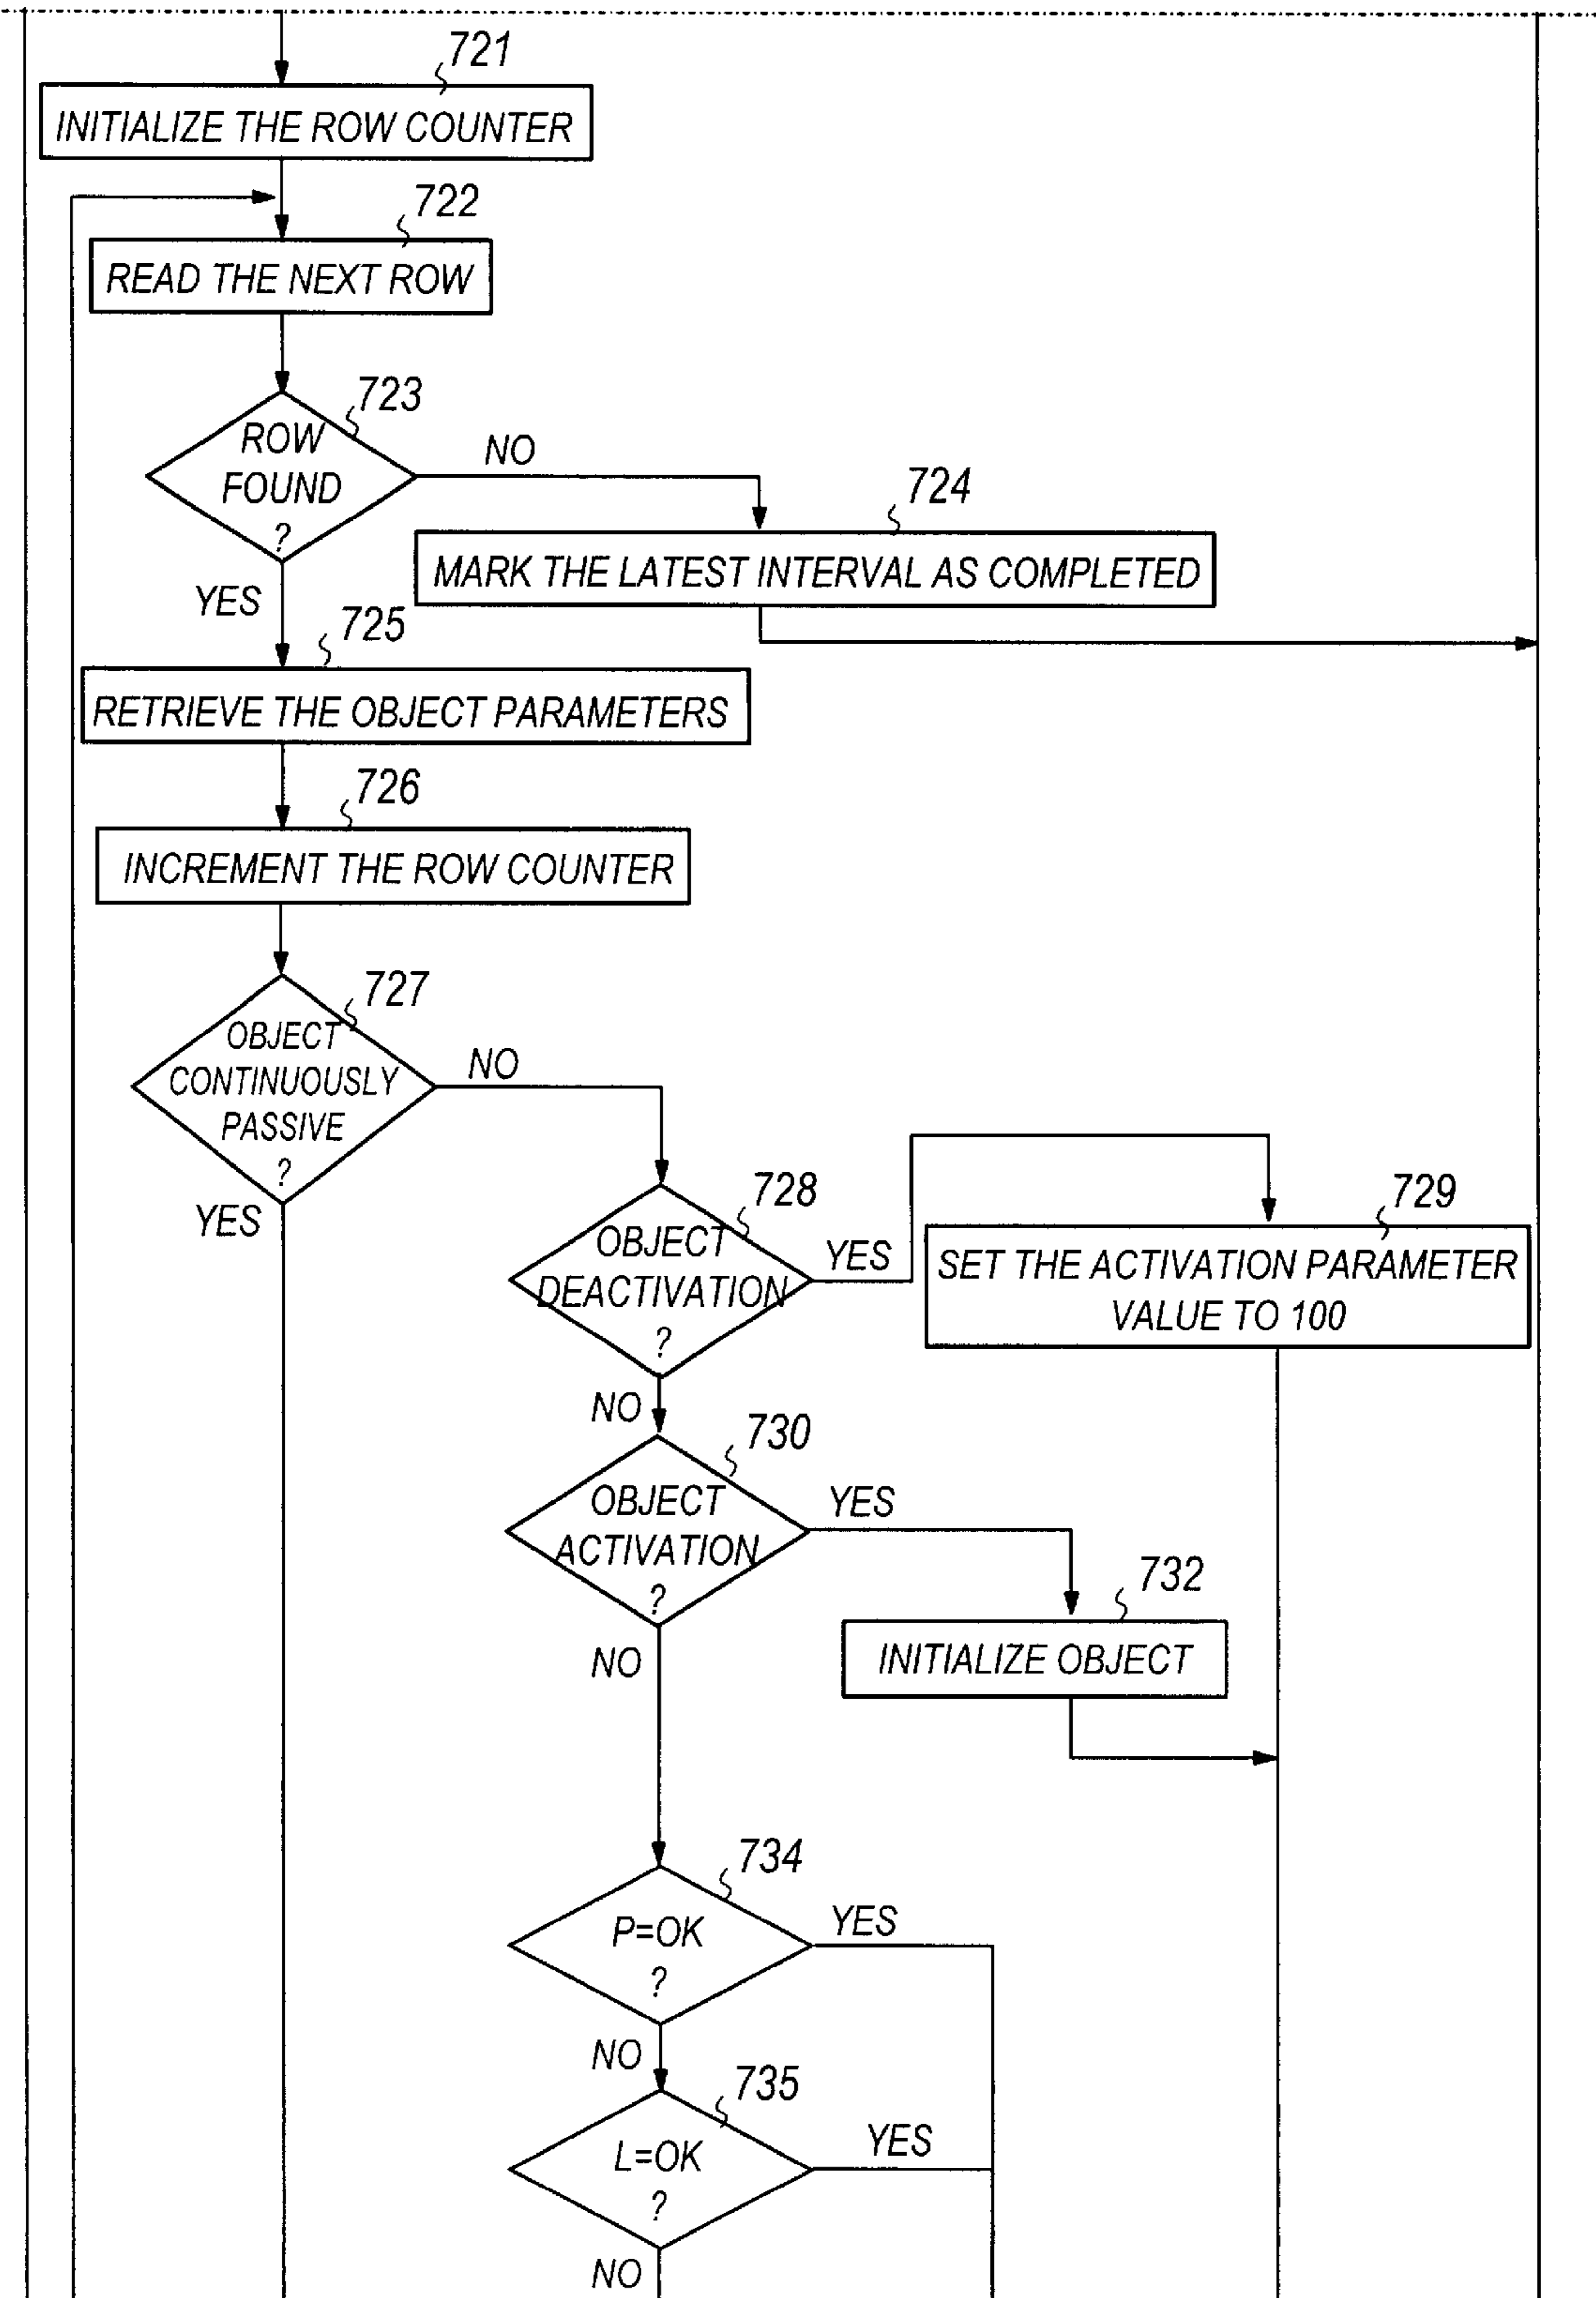 721
INITIALIZE THE ROW COUNTER
722
READ THE NEXT ROW
723
ROW
FOUND
?
NO
YES
724
MARK THE LATEST INTERVAL AS COMPLETED
725
RETRIEVE THE OBJECT PARAMETERS
726
INCREMENT THE ROW COUNTER
727
OBJECT
CONTINUOUSLY
PASSIVE
?
NO
YES
728
OBJECT
DEACTIVATION
?
YES
NO
729
SET THE ACTIVATION PARAMETER
VALUE TO 100
730
OBJECT
ACTIVATION
?
YES
NO
732
INITIALIZE OBJECT
734
P=OK
?
YES
NO
735
L=OK
?
YES
NO